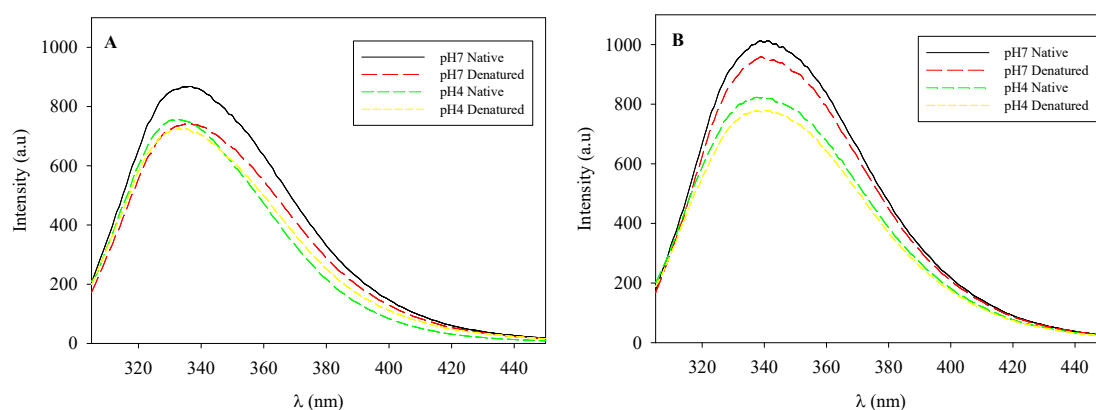 A
pH7 Native
pH7 Denatured
pH4 Native
pH4 Denatured
Intensity (a.u)
1000
800
600
400
200
0
320 340 360 380 400 420 440
λ (nm)
B
pH7 Native
pH7 Denatured
pH4 Native
pH4 Denatured
Intensity (a.u)
1000
800
600
400
200
0
320 340 360 380 400 420 440
λ (nm)